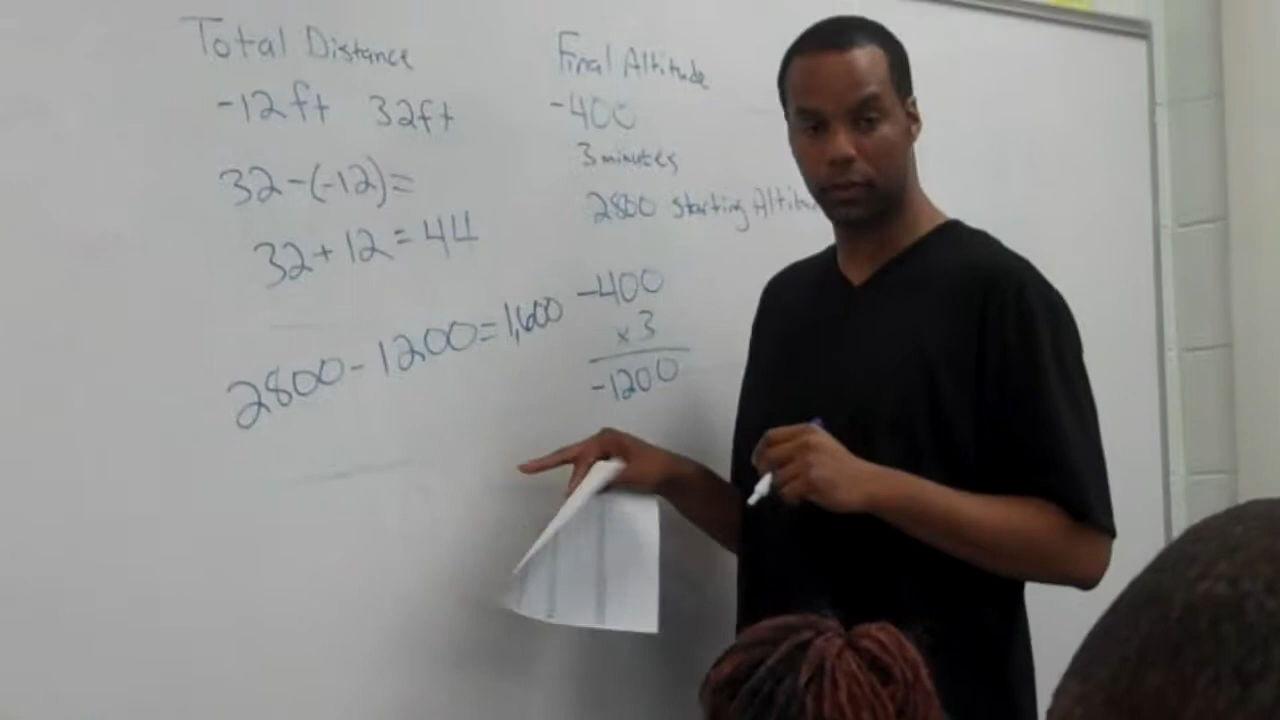 Total Distance
-12ft 32ft
32-(-12)=
32+12=44
2800-1200=1,600
Final Altitude
-400
3 minutes
2800 starting
-400
x3
-1200